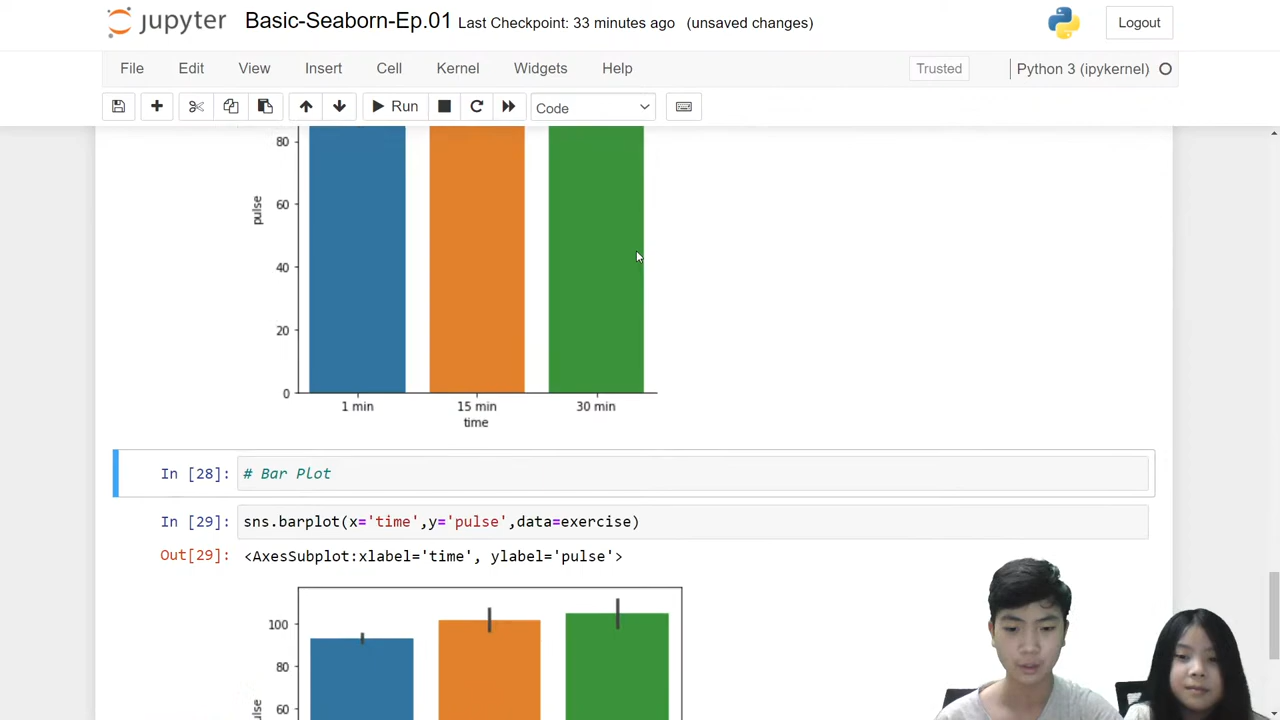 jupyter Basic-Seaborn-Ep.01 Last Checkpoint: 33 minutes ago (unsaved changes) Logout
File Edit View Insert Cell Kernel Widgets Help Trusted Python 3 (ipykernel)
Run Code
80
60
40
20
0
pulse
1 min 15 min 30 min
time
In [28]: # Bar Plot
In [29]: sns.barplot(x='time',y='pulse',data=exercise)
Out[29]: <AxesSubplot:xlabel='time', ylabel='pulse'>
100
80
60